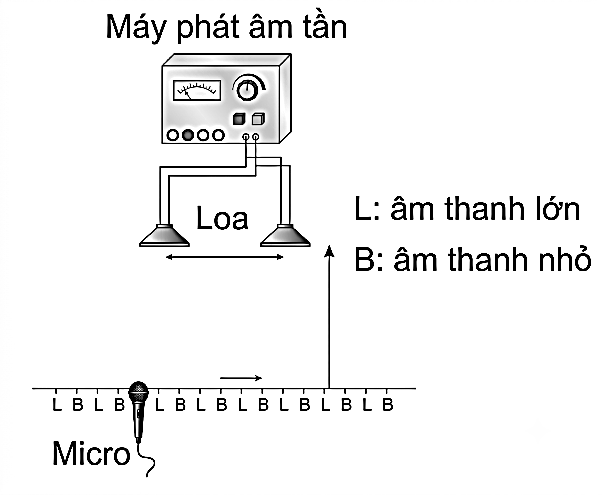 Máy phát âm tần
Loa
L: âm thanh lớn
B: âm thanh nhỏ
L B L B L B L B L B L B L B L B
Micro